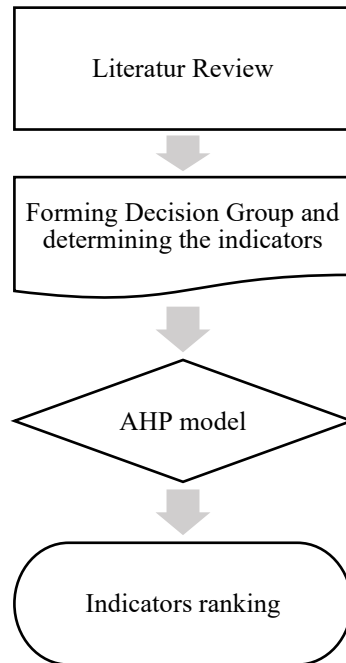 Literatur Review
Forming Decision Group and
determining the indicators
AHP model
Indicators ranking